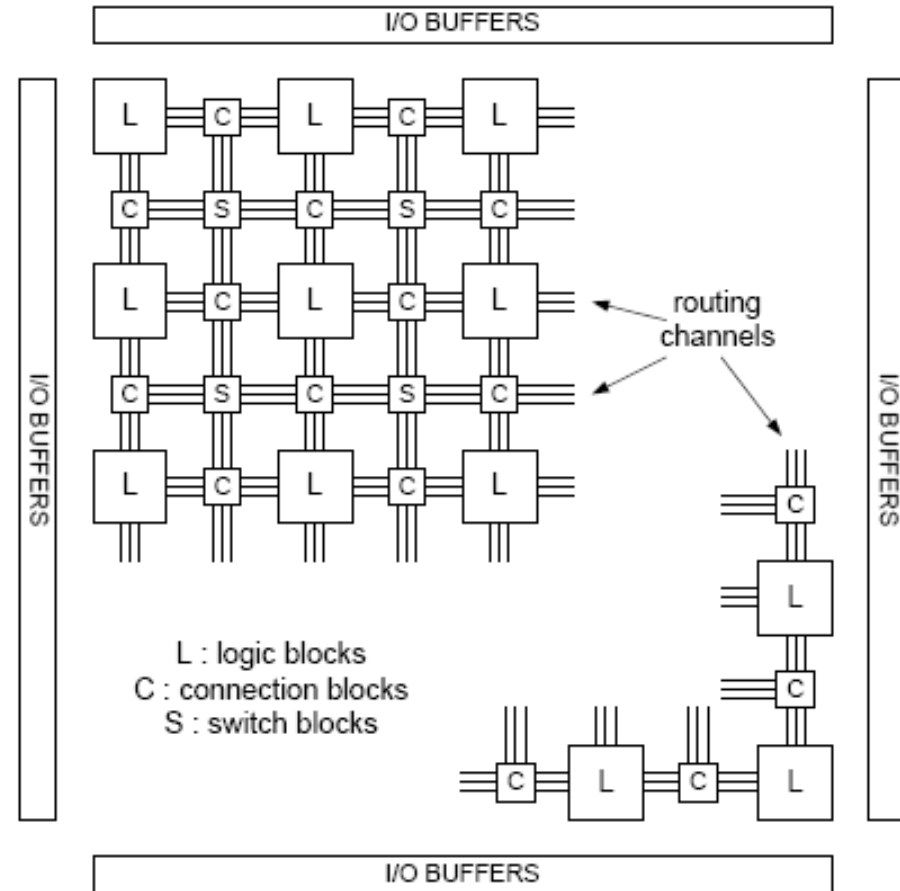 I/O BUFFERS
L C L C L
C S C S C
L C L C L
routing
channels
C S C S C
I/O BUFFERS
I/O BUFFERS
L C L C L
C
L
L : logic blocks
C : connection blocks
S : switch blocks
C
C L C L
I/O BUFFERS